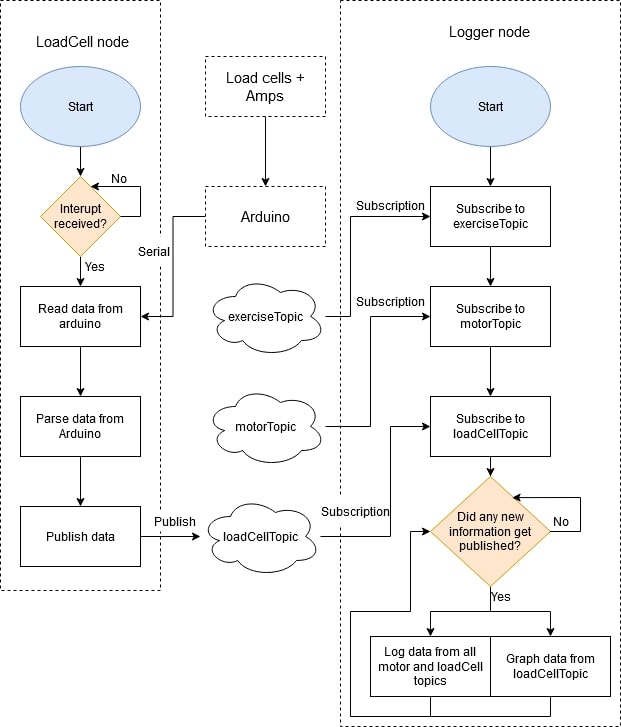 LoadCell node
Start
No
Interupt
received?
Yes
Read data from
arduino
Parse data from
Arduino
Publish data
Publish
Load cells +
Amps
Arduino
Serial
exerciseTopic
motorTopic
loadCellTopic
Subscription
Subscription
Subscription
Logger node
Start
Subscribe to
exerciseTopic
Subscribe to
motorTopic
Subscribe to
loadCellTopic
Did any new
information get
published?
No
Yes
Log data from all
motor and loadCell
topics
Graph data from
loadCellTopic